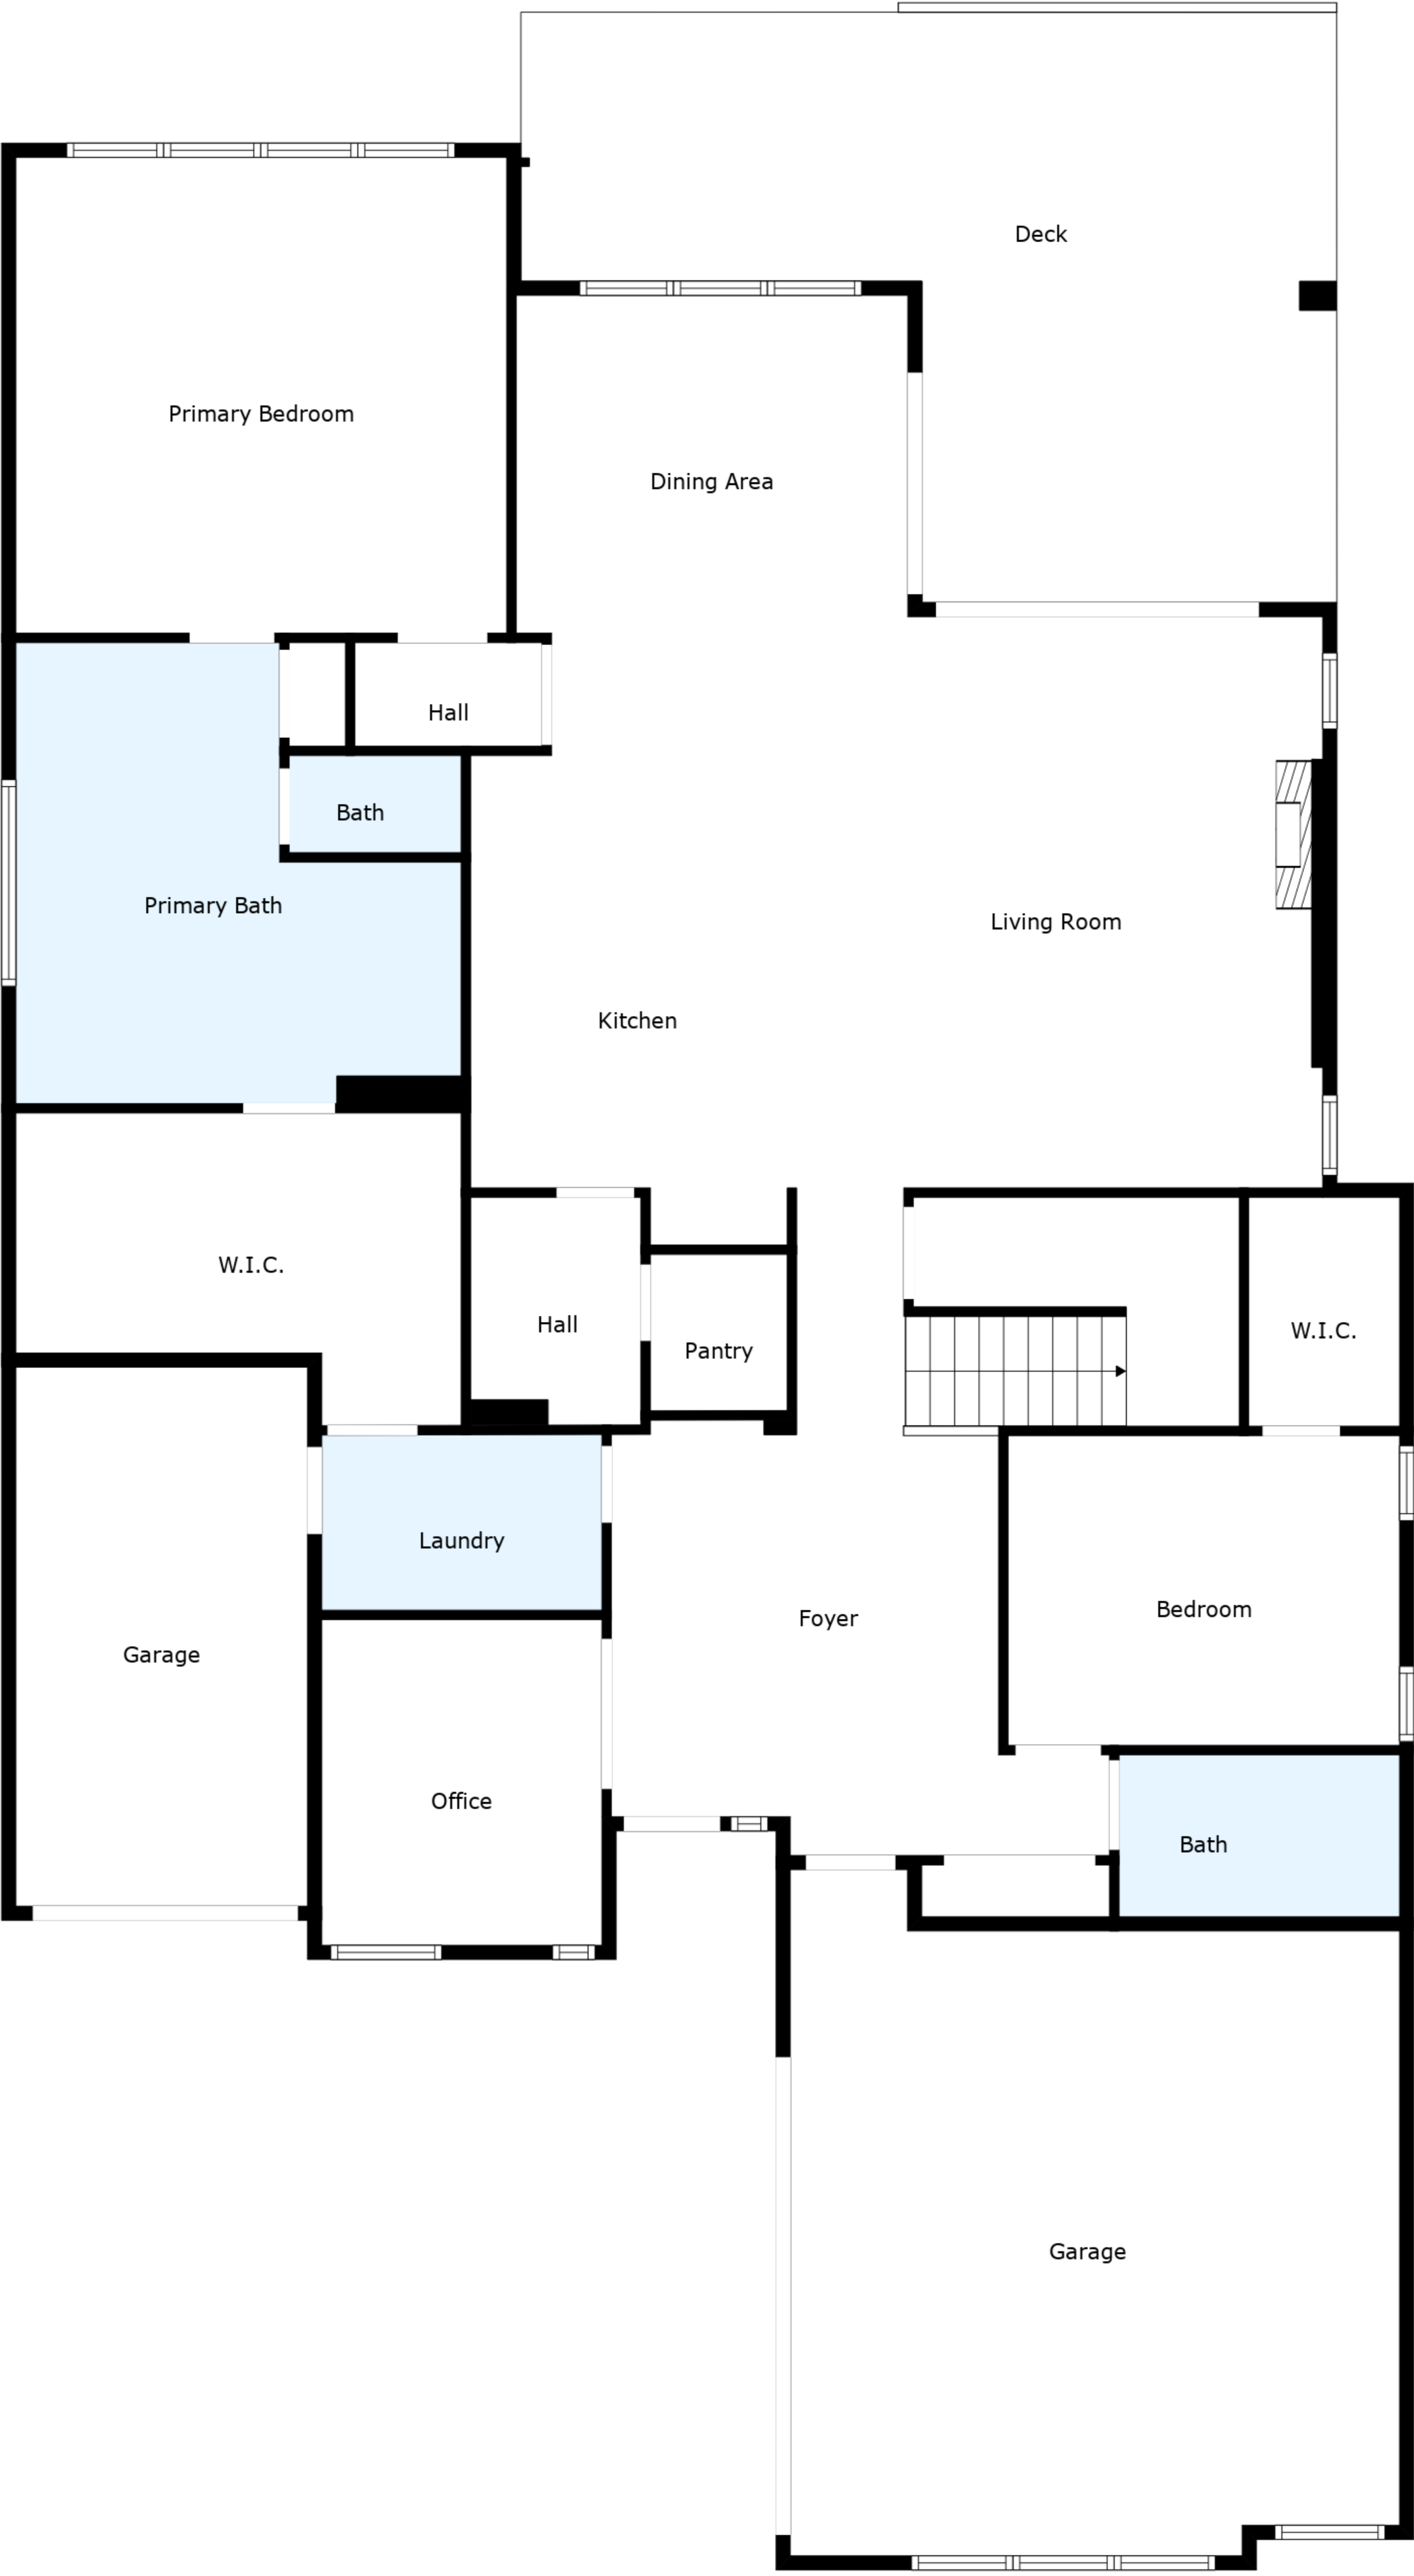 Deck
Primary Bedroom
Dining Area
Hall
Bath
Primary Bath
Living Room
Kitchen
W.I.C.
Hall
W.I.C.
Pantry
Laundry
Bedroom
Foyer
Garage
Office
Bath
Garage